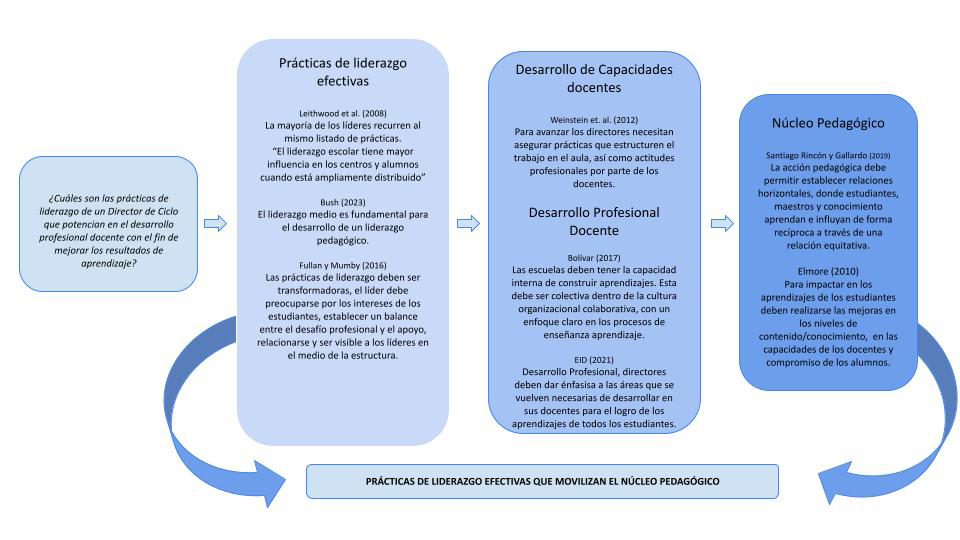 ¿Cuáles son las prácticas de
liderazgo de un Director de Ciclo
que potencian en el desarrollo
profesional docente con el fin de
mejorar los resultados de
aprendizaje?
Prácticas de liderazgo
efectivas
Leithwood et al. (2008)
La mayoría de los líderes recurren al
mismo listado de prácticas.
“El liderazgo escolar tiene mayor
influencia en los centros y alumnos
cuando está ampliamente distribuido”
Bush (2023)
El liderazgo medio es fundamental para
el desarrollo de un liderazgo
pedagógico.
Fullan y Mumby (2016)
Las prácticas de liderazgo deben ser
transformadoras, el líder debe
preocuparse por los intereses de los
estudiantes, establecer un balance
entre el desafío profesional y el apoyo,
relacionarse y ser visible a los líderes en
el medio de la estructura.
Desarrollo de Capacidades
docentes
Weinstein et. al. (2012)
Para avanzar los directores necesitan
asegurar prácticas que estructuren el
trabajo en el aula, así como actitudes
profesionales por parte de los
docentes.
Desarrollo Profesional
Docente
Bolívar (2017)
Las escuelas deben tener la capacidad
interna de construir aprendizajes. Esta
debe ser colectiva dentro de la cultura
organizacional colaborativa, con un
enfoque claro en los procesos de
enseñanza aprendizaje.
EID (2021)
Desarrollo Profesional, directores
deben dar énfasisa a las áreas que se
vuelven necesarias de desarrollar en
sus docentes para el logro de los
aprendizajes de todos los estudiantes.
Núcleo Pedagógico
Santiago Rincón y Gallardo (2019)
La acción pedagógica debe
permitir establecer relaciones
horizontales, donde estudiantes,
maestros y conocimiento
aprendan e influyan de forma
recíproca a través de una
relación equitativa.
Elmore (2010)
Para impactar en los
aprendizajes de los estudiantes
deben realizarse las mejoras en
los niveles de
contenido/conocimiento, en las
capacidades de los docentes y
compromiso de los alumnos.
PRÁCTICAS DE LIDERAZGO EFECTIVAS QUE MOVILIZAN EL NÚCLEO PEDAGÓGICO